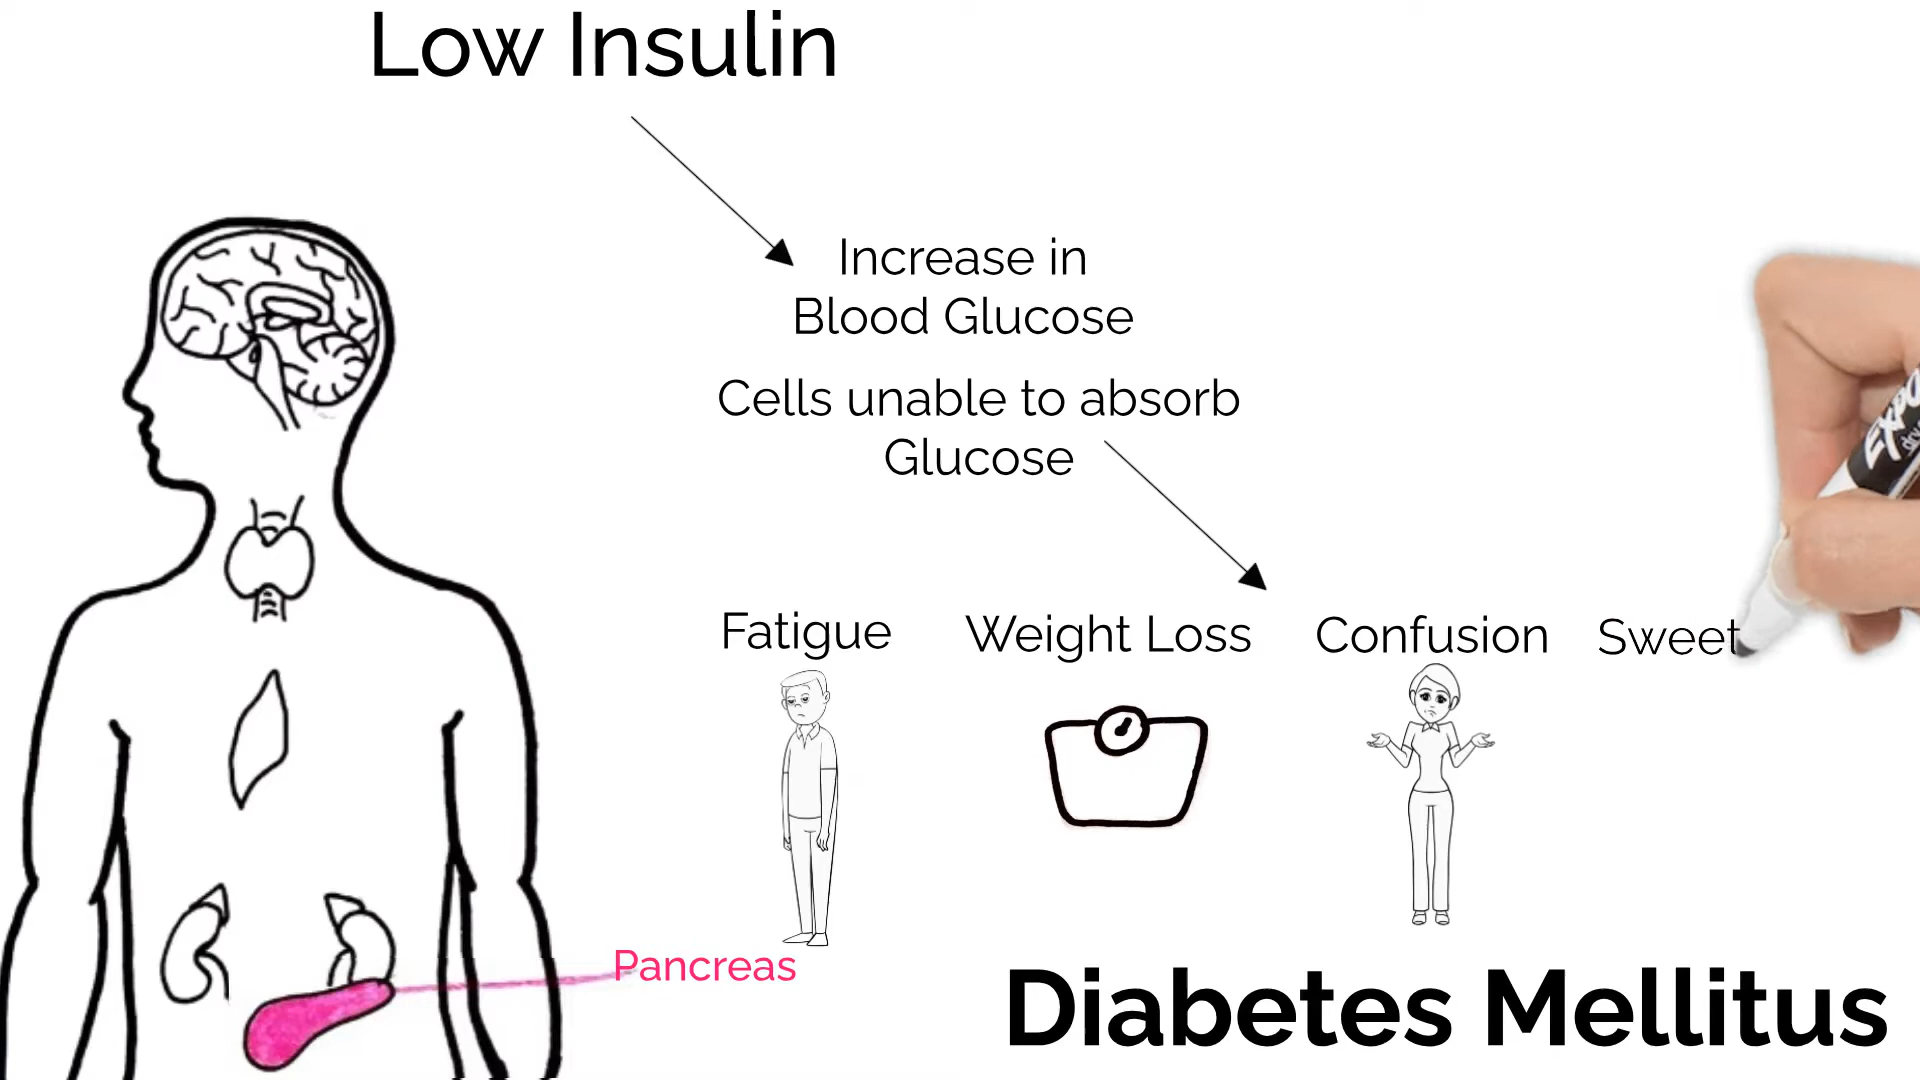 Low Insulin
Increase in
Blood Glucose
Cells unable to absorb
Glucose
Fatigue
Weight Loss
Confusion
Sweet
Pancreas
Diabetes Mellitus
EXPO